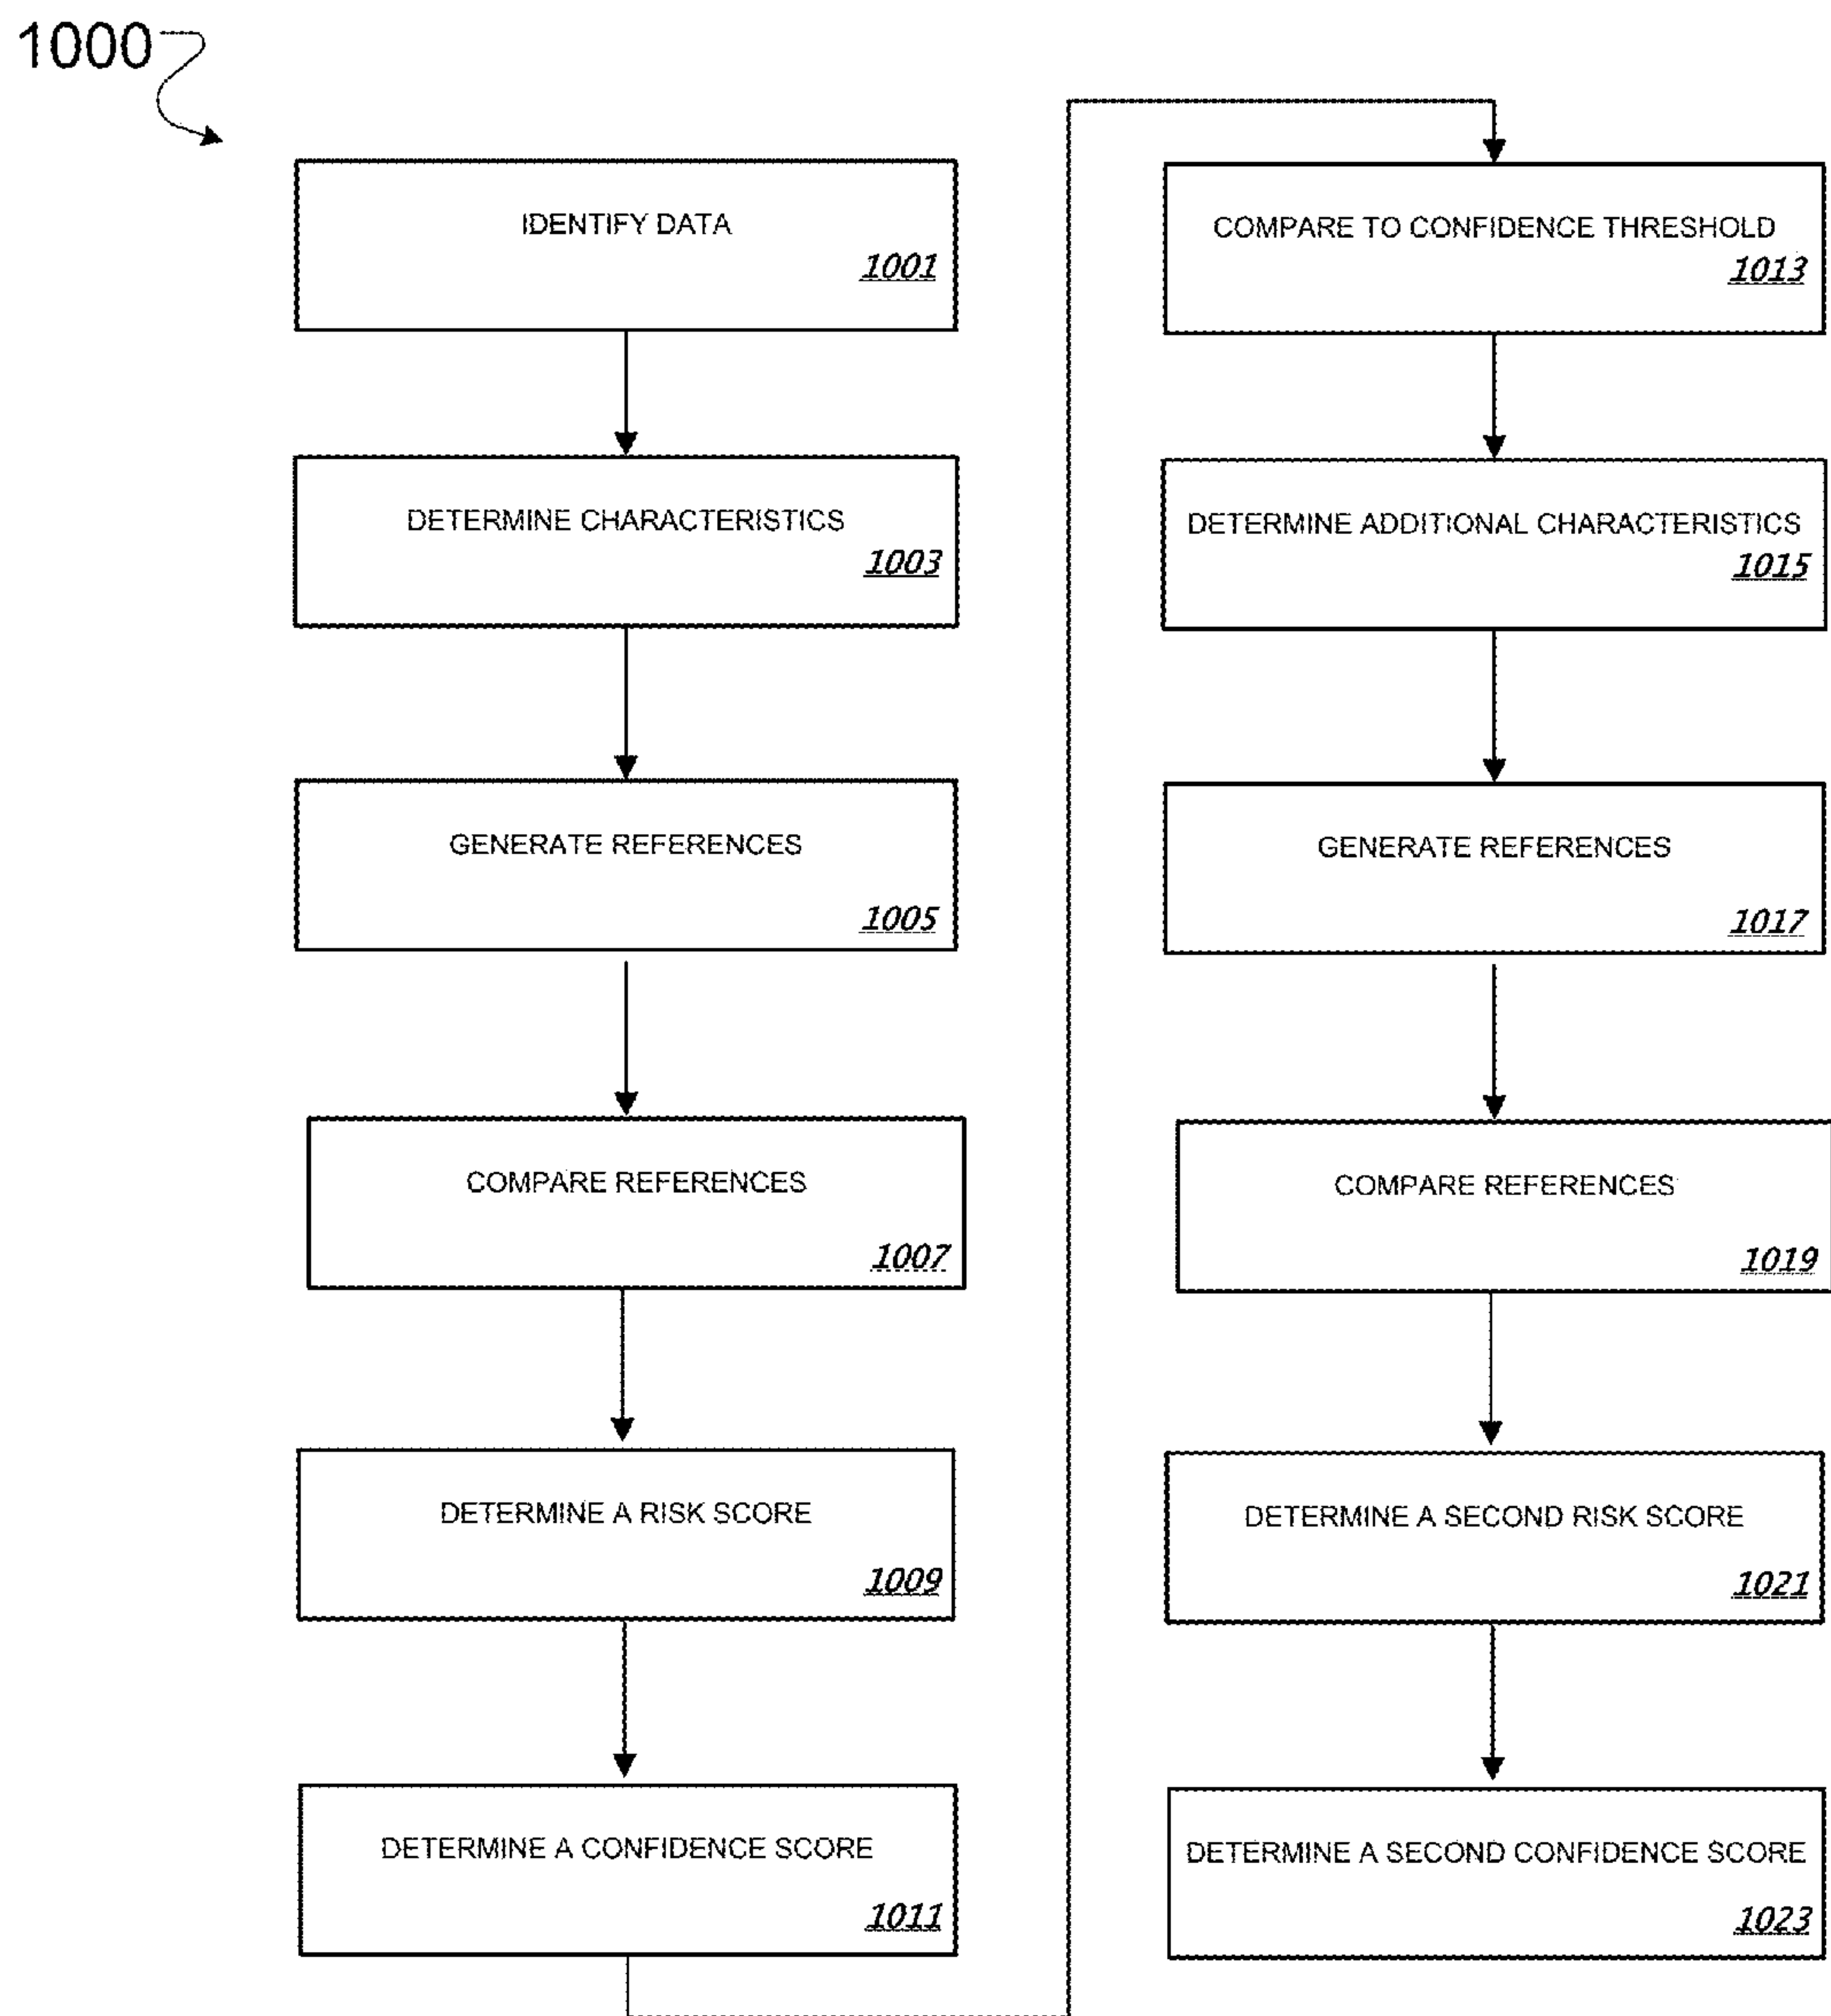 1000
IDENTIFY DATA
1001
DETERMINE CHARACTERISTICS
1003
GENERATE REFERENCES
1005
COMPARE REFERENCES
1007
DETERMINE A RISK SCORE
1009
DETERMINE A CONFIDENCE SCORE
1011
COMPARE TO CONFIDENCE THRESHOLD
1013
DETERMINE ADDITIONAL CHARACTERISTICS
1015
GENERATE REFERENCES
1017
COMPARE REFERENCES
1019
DETERMINE A SECOND RISK SCORE
1021
DETERMINE A SECOND CONFIDENCE SCORE
1023